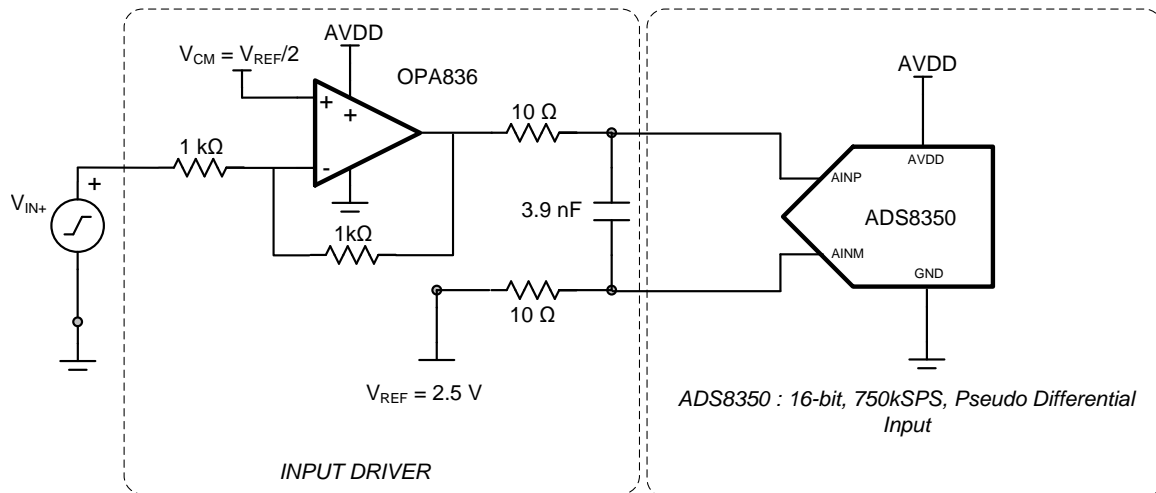 AVDD
V_CM = V_REF/2
OPA836
+
+
-
10 Ω
1 kΩ
+
V_IN+
1kΩ
3.9 nF
10 Ω
V_REF = 2.5 V
INPUT DRIVER
AVDD
AVDD
AINP
ADS8350
AINM
GND
ADS8350 : 16-bit, 750kSPS, Pseudo Differential
Input